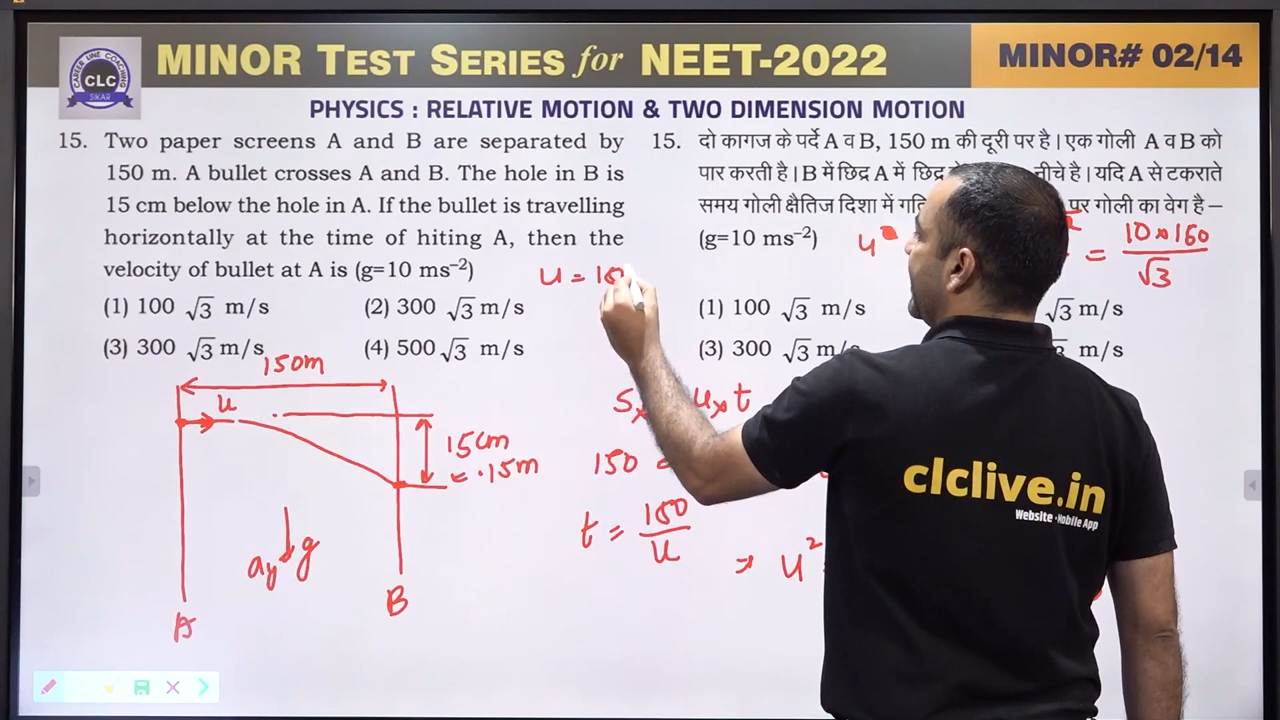 CAREER LINE COACHING
CLC
SIKAR
MINOR TEST SERIES for NEET-2022
MINOR# 02/14
PHYSICS : RELATIVE MOTION & TWO DIMENSION MOTION
15. Two paper screens A and B are separated by
150 m. A bullet crosses A and B. The hole in B is
15 cm below the hole in A. If the bullet is travelling
horizontally at the time of hiting A, then the
velocity of bullet at A is (g=10 ms⁻²)
(1) 100 √3 m/s (2) 300 √3 m/s
(3) 300 √3 m/s (4) 500 √3 m/s
15. दो कागज के पर्दे A व B, 150 m की दूरी पर है। एक गोली A व B को
पार करती है। B में छिद्र A में छिद्र नीचे है। यदि A से टकराते
समय गोली क्षैतिज दिशा में पर गोली का वेग है –
(g=10 ms⁻²)
(1) 100 √3 m/s √3 m/s
(3) 300 √3 m/s m/s
u = 10×150/√3
u = 15
150m
u
15cm
= .15m
ay g
A
B
Sx ux t
150
t = 150/u
⇒ u²
clclive.in
Website • Mobile App